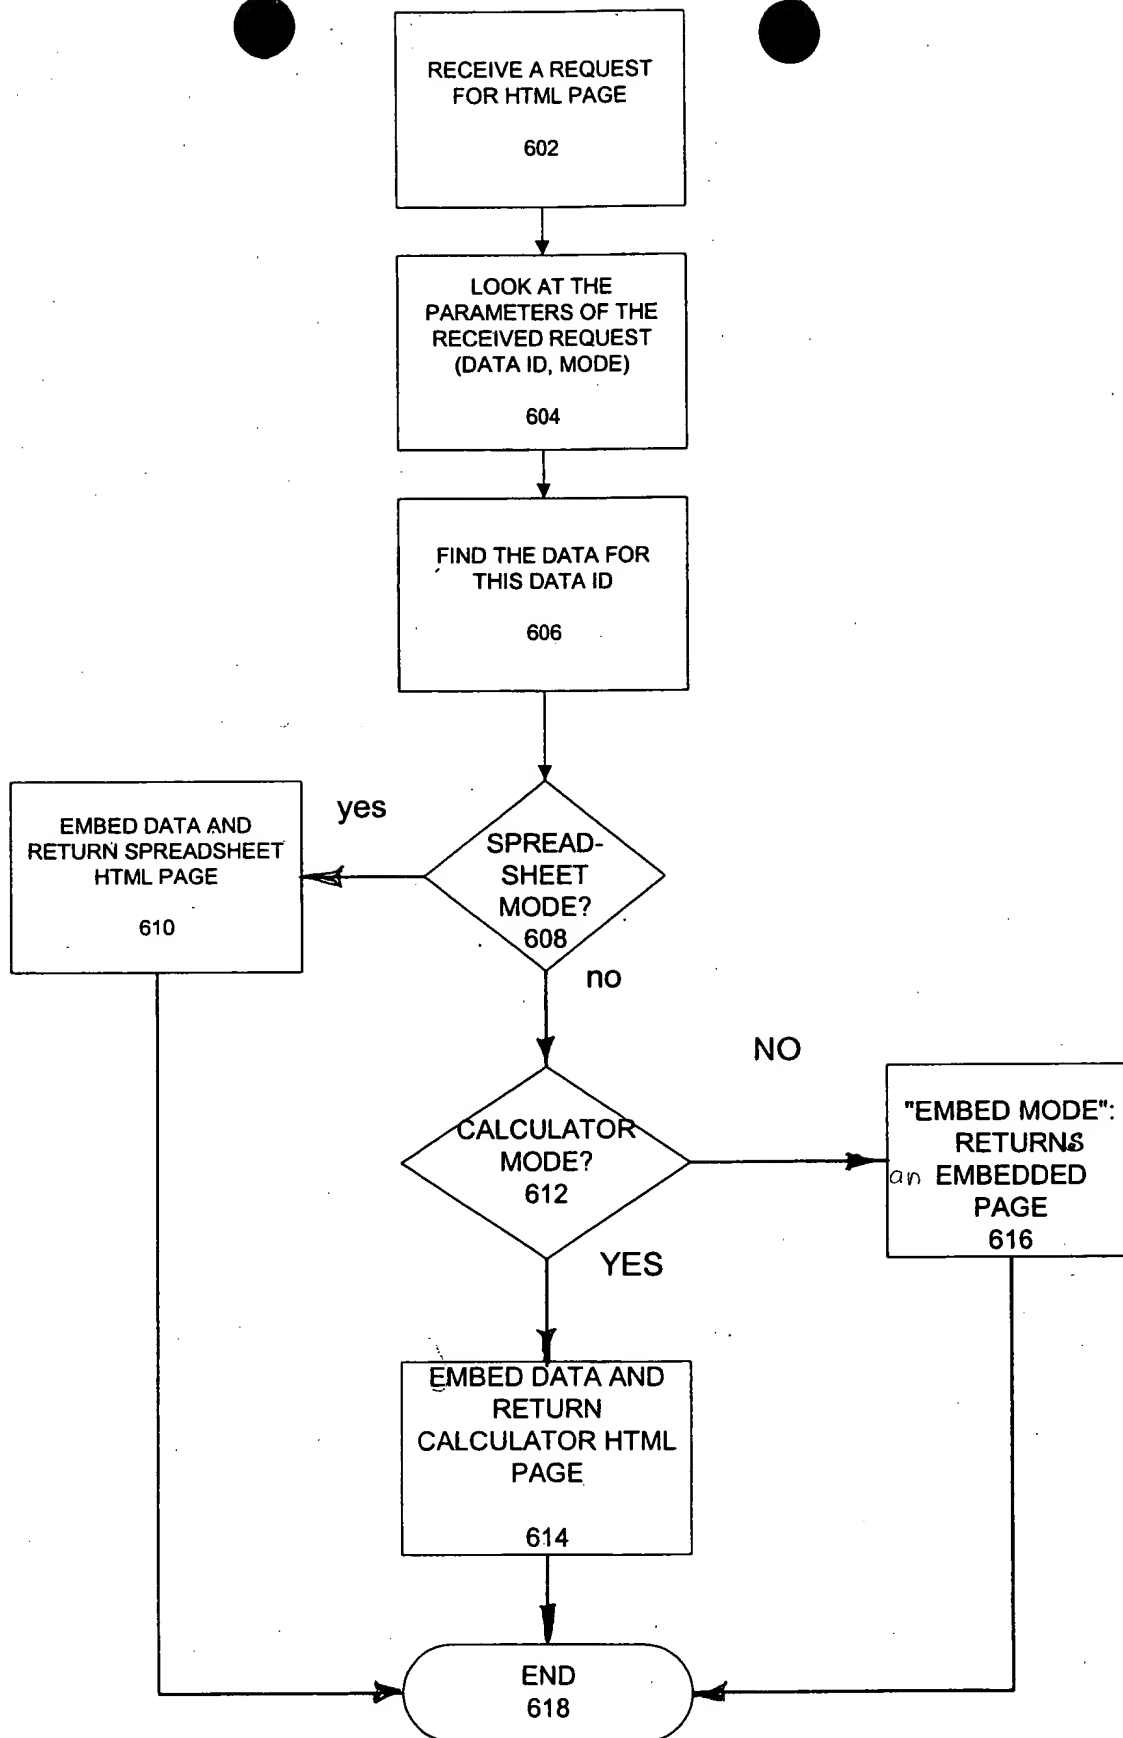 RECEIVE A REQUEST
FOR HTML PAGE
602
LOOK AT THE
PARAMETERS OF THE
RECEIVED REQUEST
(DATA ID, MODE)
604
FIND THE DATA FOR
THIS DATA ID
606
SPREAD-
SHEET
MODE?
608
yes
EMBED DATA AND
RETURN SPREADSHEET
HTML PAGE
610
no
CALCULATOR
MODE?
612
NO
"EMBED MODE":
RETURNS
an EMBEDDED
PAGE
616
YES
EMBED DATA AND
RETURN
CALCULATOR HTML
PAGE
614
END
618